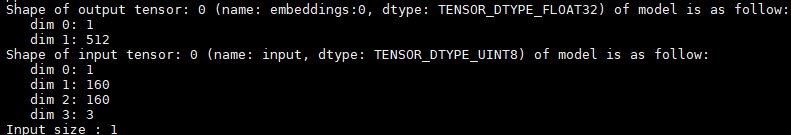 Shape of output tensor: 0 (name: embeddings:0, dtype: TENSOR_DTYPE_FLOAT32) of model is as follow:
dim 0: 1
dim 1: 512
Shape of input tensor: 0 (name: input, dtype: TENSOR_DTYPE_UINT8) of model is as follow:
dim 0: 1
dim 1: 160
dim 2: 160
dim 3: 3
Input size : 1